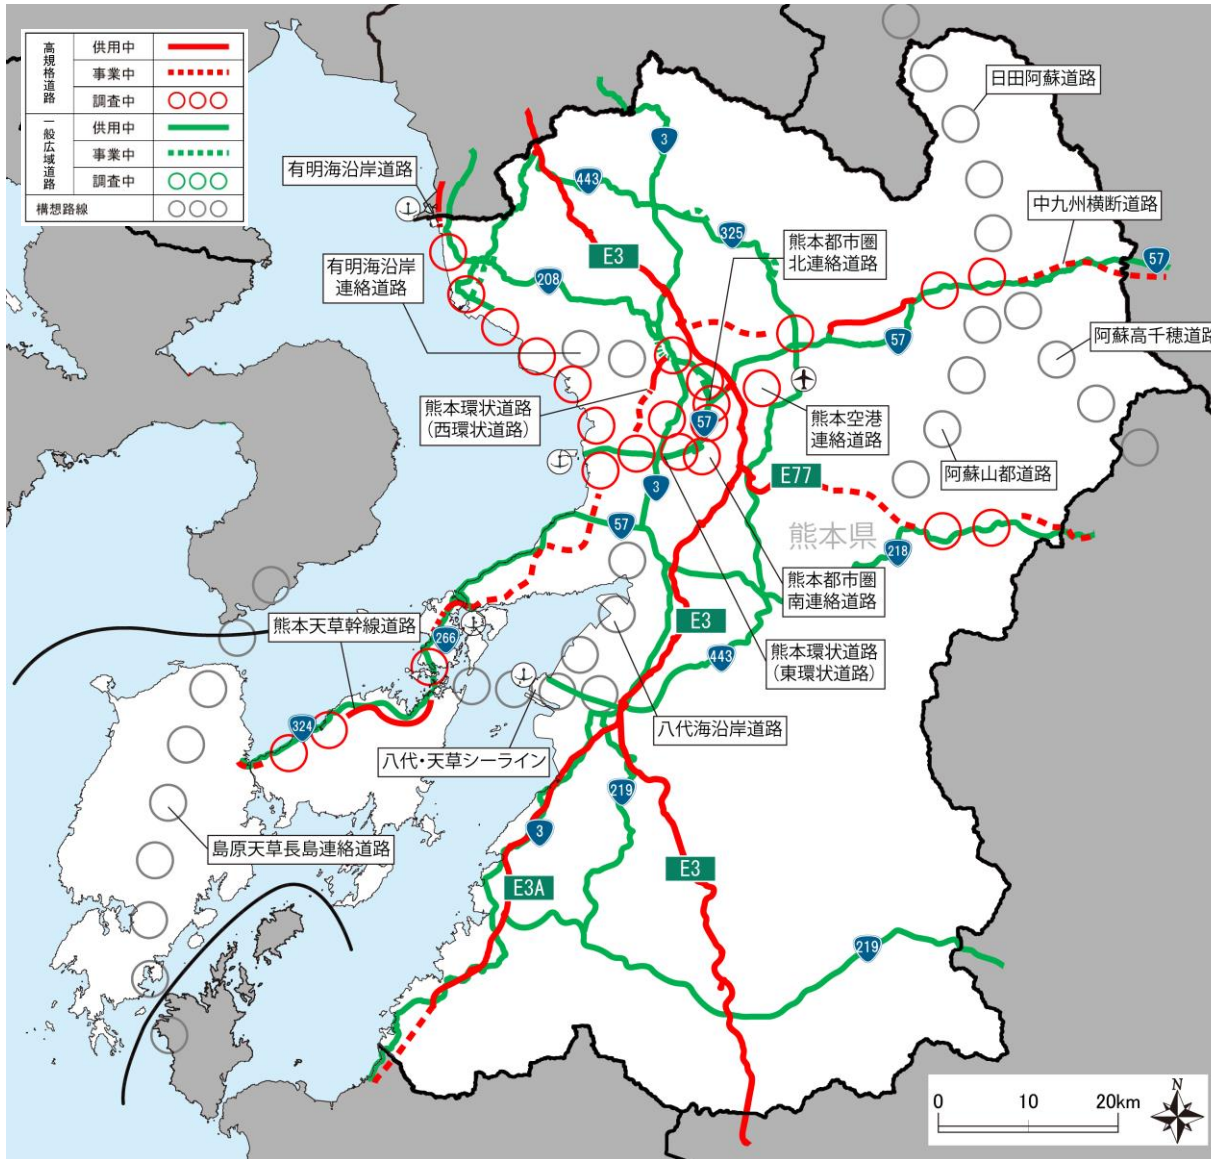 高規格道路
供用中
事業中
調査中
一般広域道路
供用中
事業中
調査中
構想路線
日田阿蘇道路
3
有明海沿岸道路
443
中九州横断道路
325
熊本都市圏
北連絡道路
57
E3
有明海沿岸
連絡道路
208
阿蘇高千穂道路
57
熊本環状道路
(西環状道路)
57
熊本空港
連絡道路
阿蘇山都道路
E77
3
57
熊本県
218
熊本都市圏
南連絡道路
熊本天草幹線道路
266
E3
熊本環状道路
(東環状道路)
443
324
八代海沿岸道路
八代・天草シーライン
219
3
島原天草長島連絡道路
E3A
E3
219
N
0 10 20km